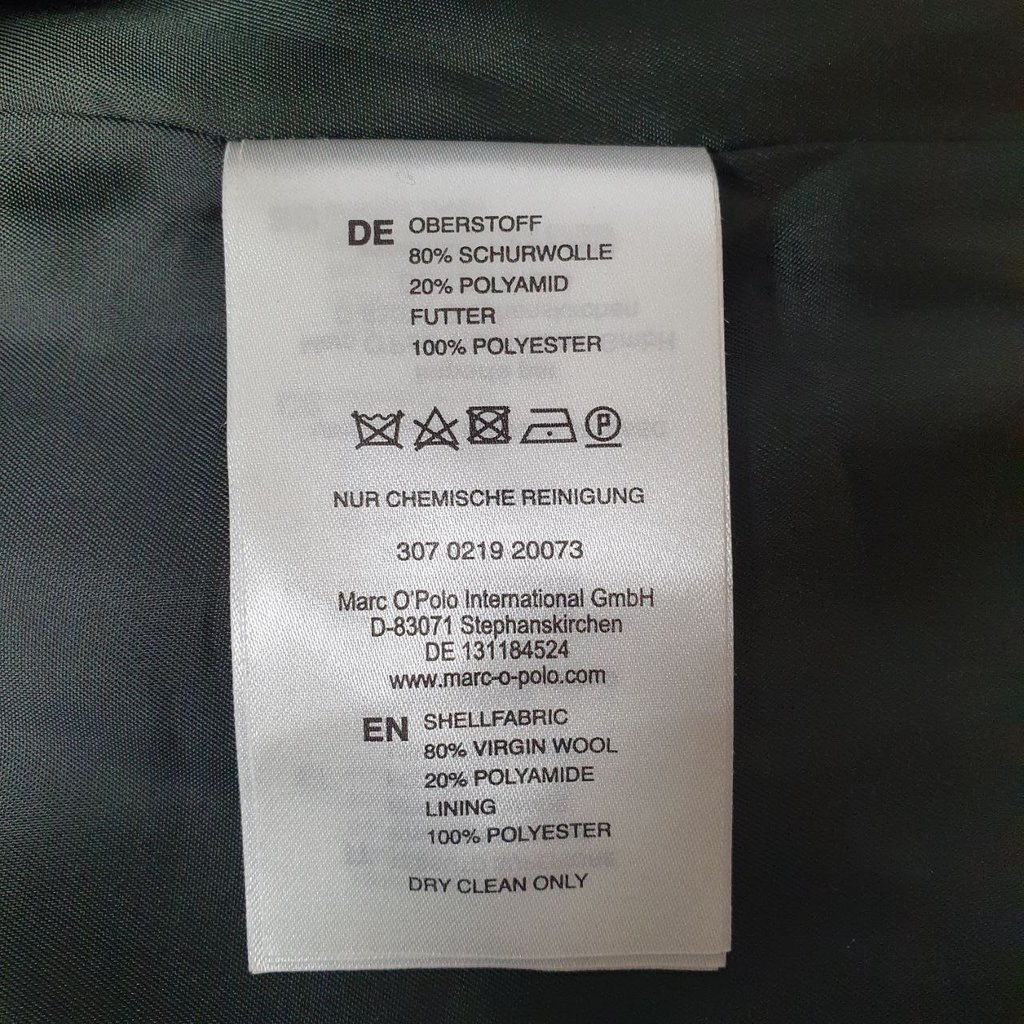 DE OBERSTOFF
80% SCHURWOLLE
20% POLYAMID
FUTTER
100% POLYESTER
P
NUR CHEMISCHE REINIGUNG
307 0219 20073
Marc O'Polo International GmbH
D-83071 Stephanskirchen
DE 131184524
www.marc-o-polo.com
EN SHELLFABRIC
80% VIRGIN WOOL
20% POLYAMIDE
LINING
100% POLYESTER
DRY CLEAN ONLY